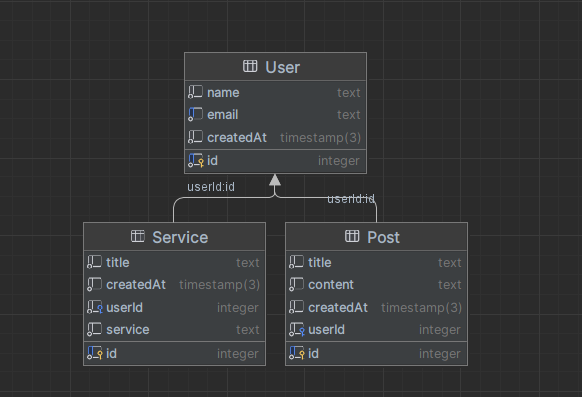 User
name text
email text
createdAt timestamp(3)
id integer
userId:id
userId:id
Service
title text
createdAt timestamp(3)
userId integer
service text
id integer
Post
title text
content text
createdAt timestamp(3)
userId integer
id integer